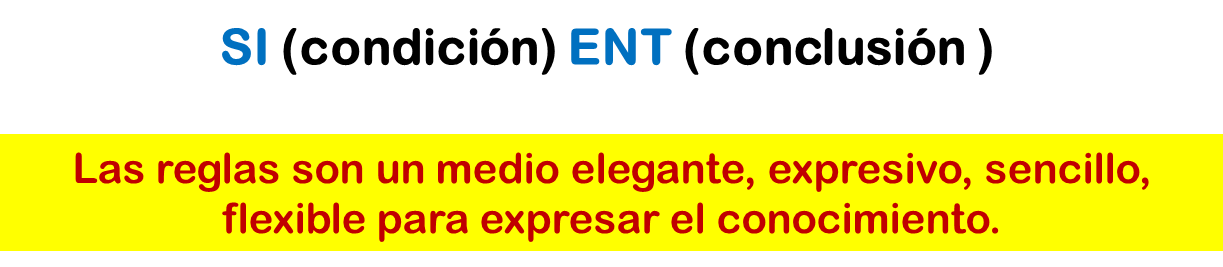 SI (condición) ENT (conclusión )
Las reglas son un medio elegante, expresivo, sencillo,
flexible para expresar el conocimiento.